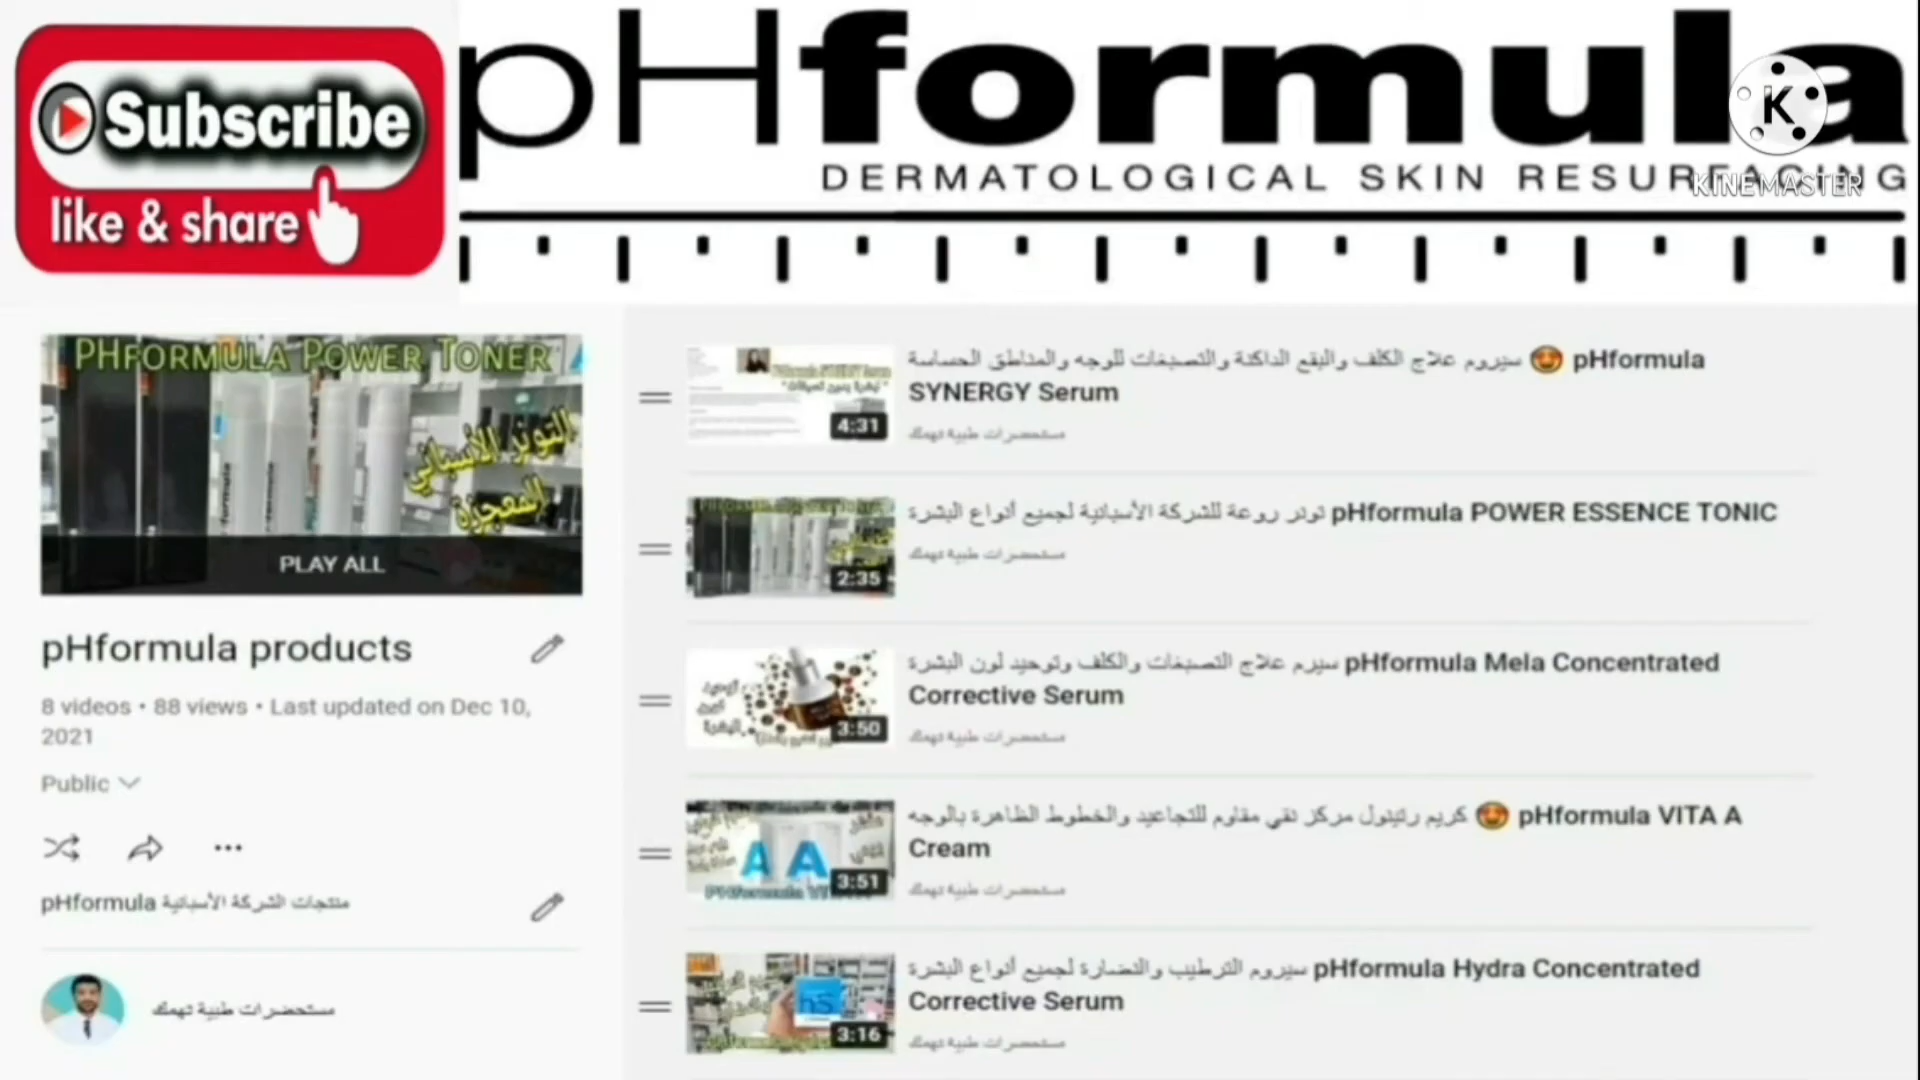 Subscribe
like & share
pHformula
DERMATOLOGICAL SKIN RESURFACING
K
KINEMASTER
PHFORMULA POWER TONER
التونر الأسباني
المعجزة
PLAY ALL
pHformula products
8 videos • 88 views • Last updated on Dec 10,
2021
Public
pHformula منتجات الشركة الأسبانية
مستحضرات طبية تهمك
سيروم علاج الكلف والبقع الداكنة والتصبغات للوجه والمناطق الحساسة 🤩 pHformula
SYNERGY Serum
مستحضرات طبية تهمك
4:31
تونر روعة للشركة الأسبانية لجميع أنواع البشرة pHformula POWER ESSENCE TONIC
مستحضرات طبية تهمك
2:35
سيرم علاج التصبغات والكلف وتوحيد لون البشرة pHformula Mela Concentrated
Corrective Serum
مستحضرات طبية تهمك
3:50
كريم رتينول مركز نقي مقاوم للتجاعيد والخطوط الظاهرة بالوجه 🤩 pHformula VITA A
Cream
مستحضرات طبية تهمك
A A
3:51
سيروم الترطيب والنضارة لجميع أنواع البشرة pHformula Hydra Concentrated
Corrective Serum
مستحضرات طبية تهمك
3:16